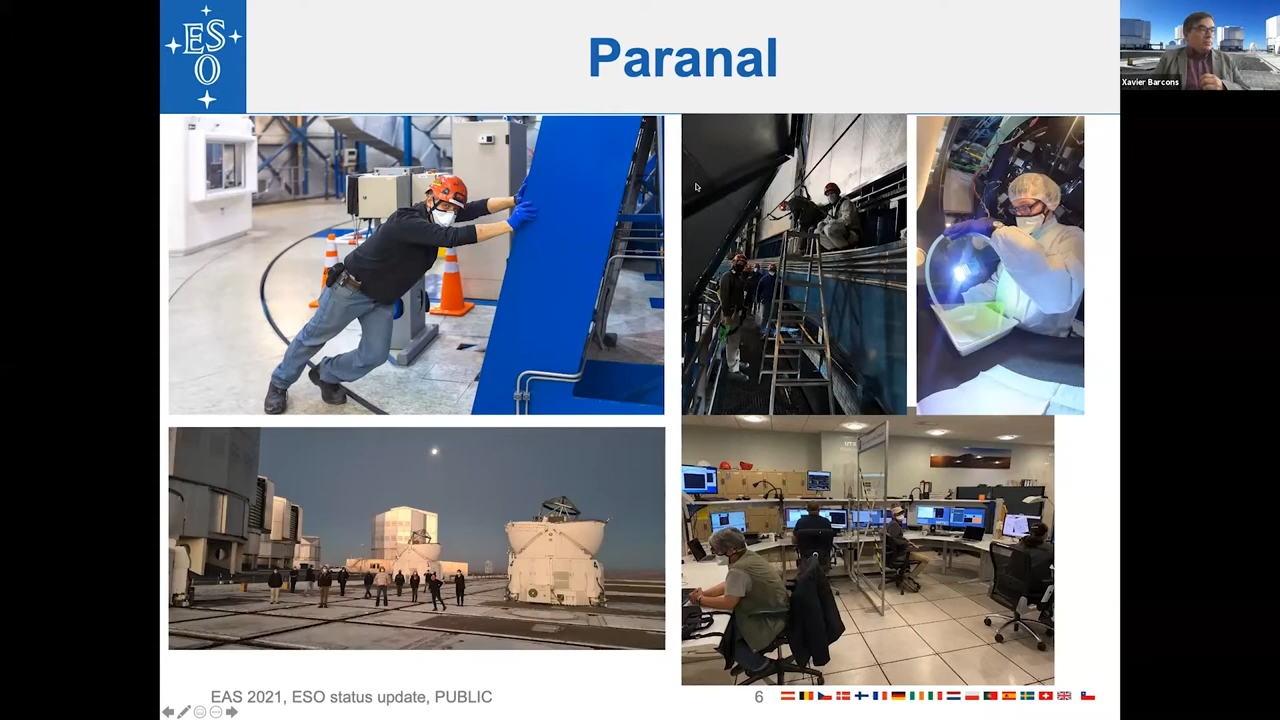 ESO
Paranal
Xavier Barcons
EAS 2021, ESO status update, PUBLIC
6